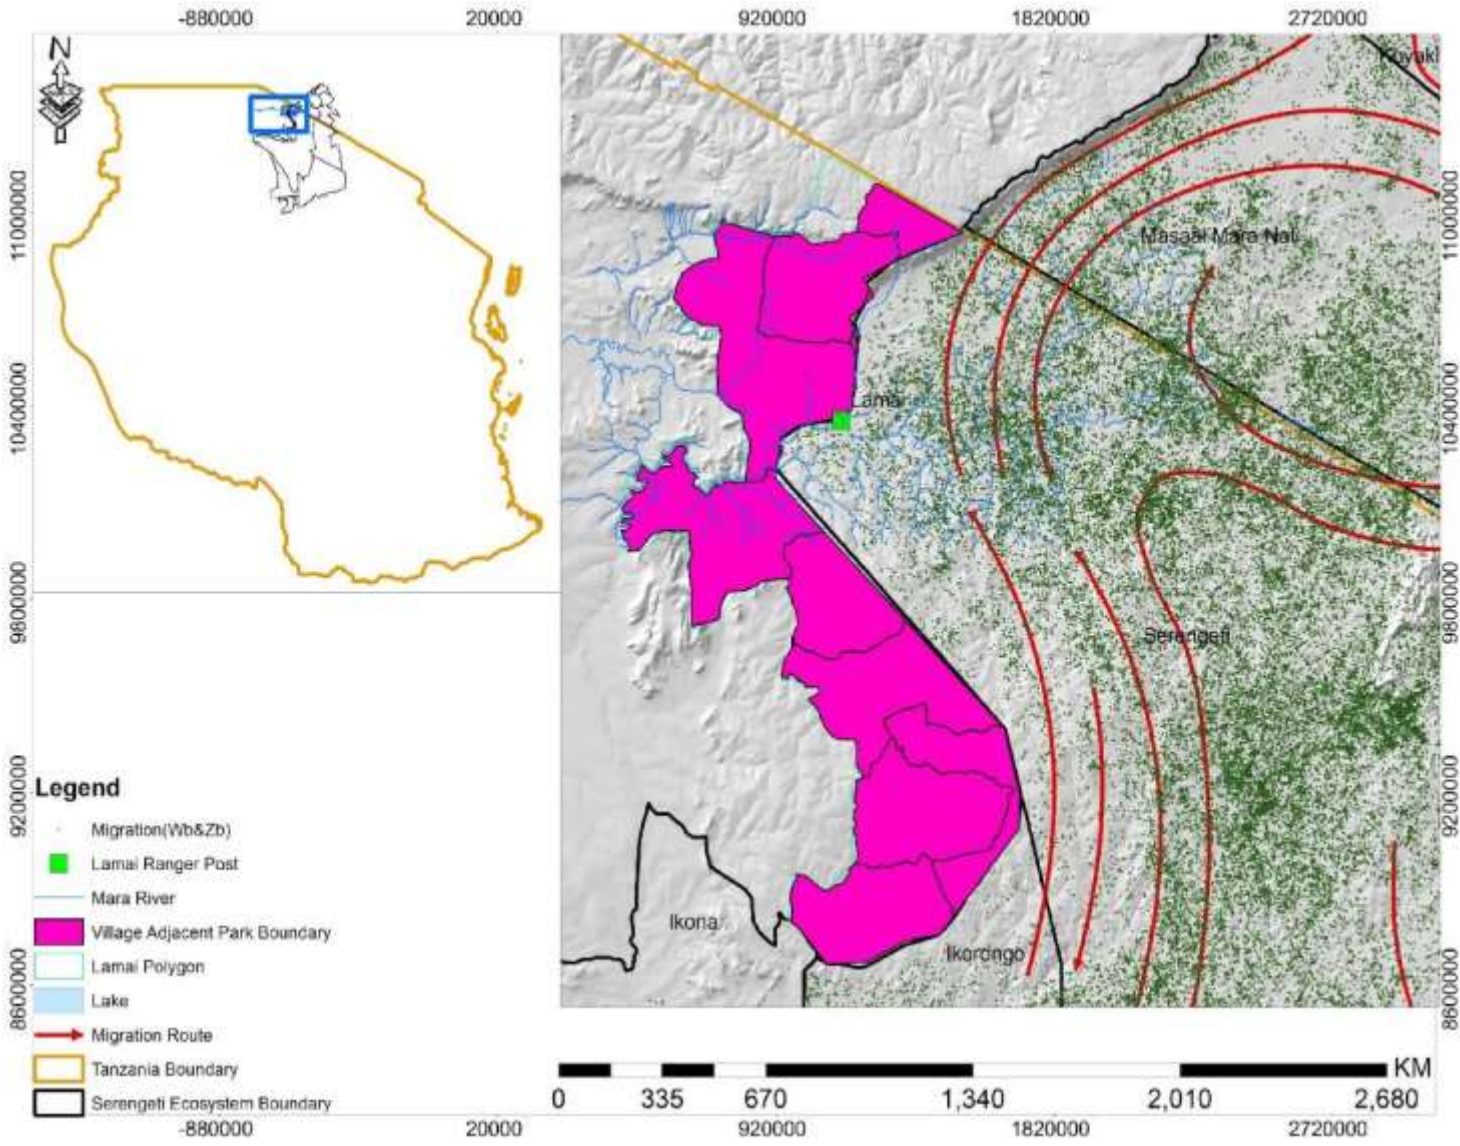 -880000 20000 920000 1820000 2720000
N
11000000
10400000
9800000
9200000
8600000
11000000
10400000
9800000
9200000
8600000
Masaai Mara Nat
Lamai
Serengeti
Ikona
Ikorongo
Legend
Migration(Wb&Zb)
Lamai Ranger Post
Mara River
Village Adjacent Park Boundary
Lamai Polygon
Lake
Migration Route
Tanzania Boundary
Serengeti Ecosystem Boundary
KM
0 335 670 1,340 2,010 2,680
-880000 20000 920000 1820000 2720000